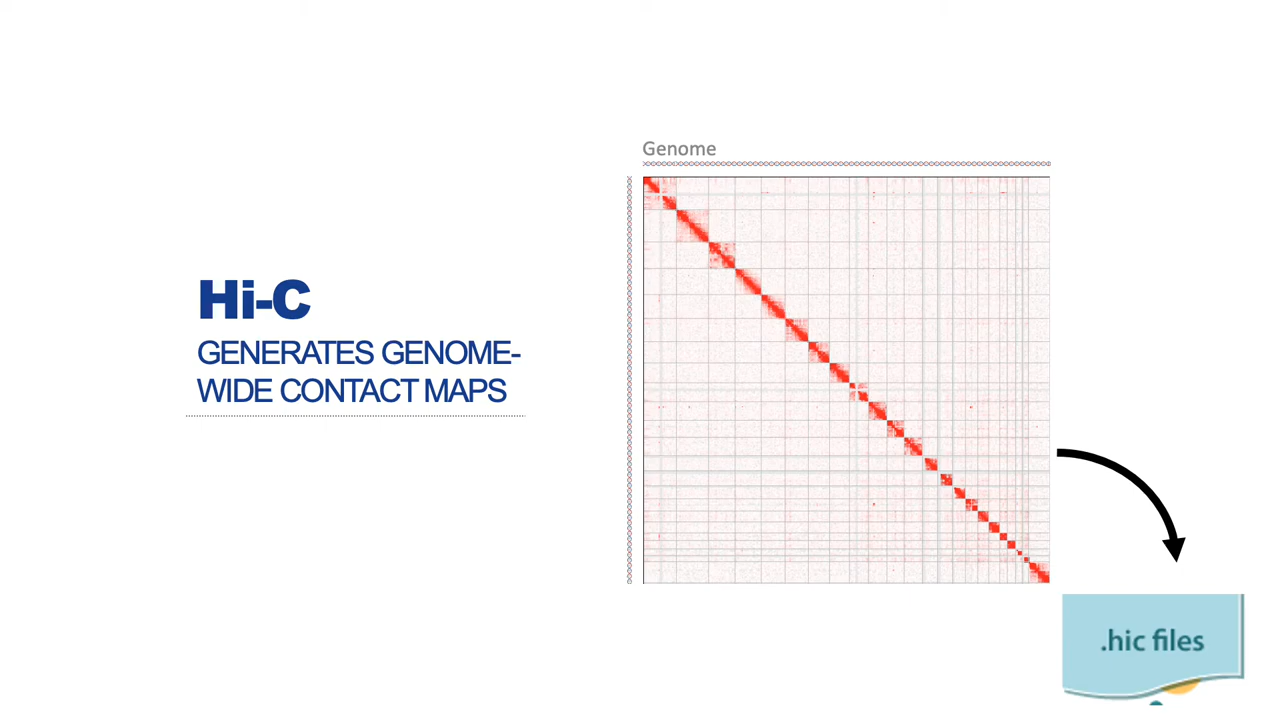 Genome
Hi-C
GENERATES GENOME-
WIDE CONTACT MAPS
.hic files